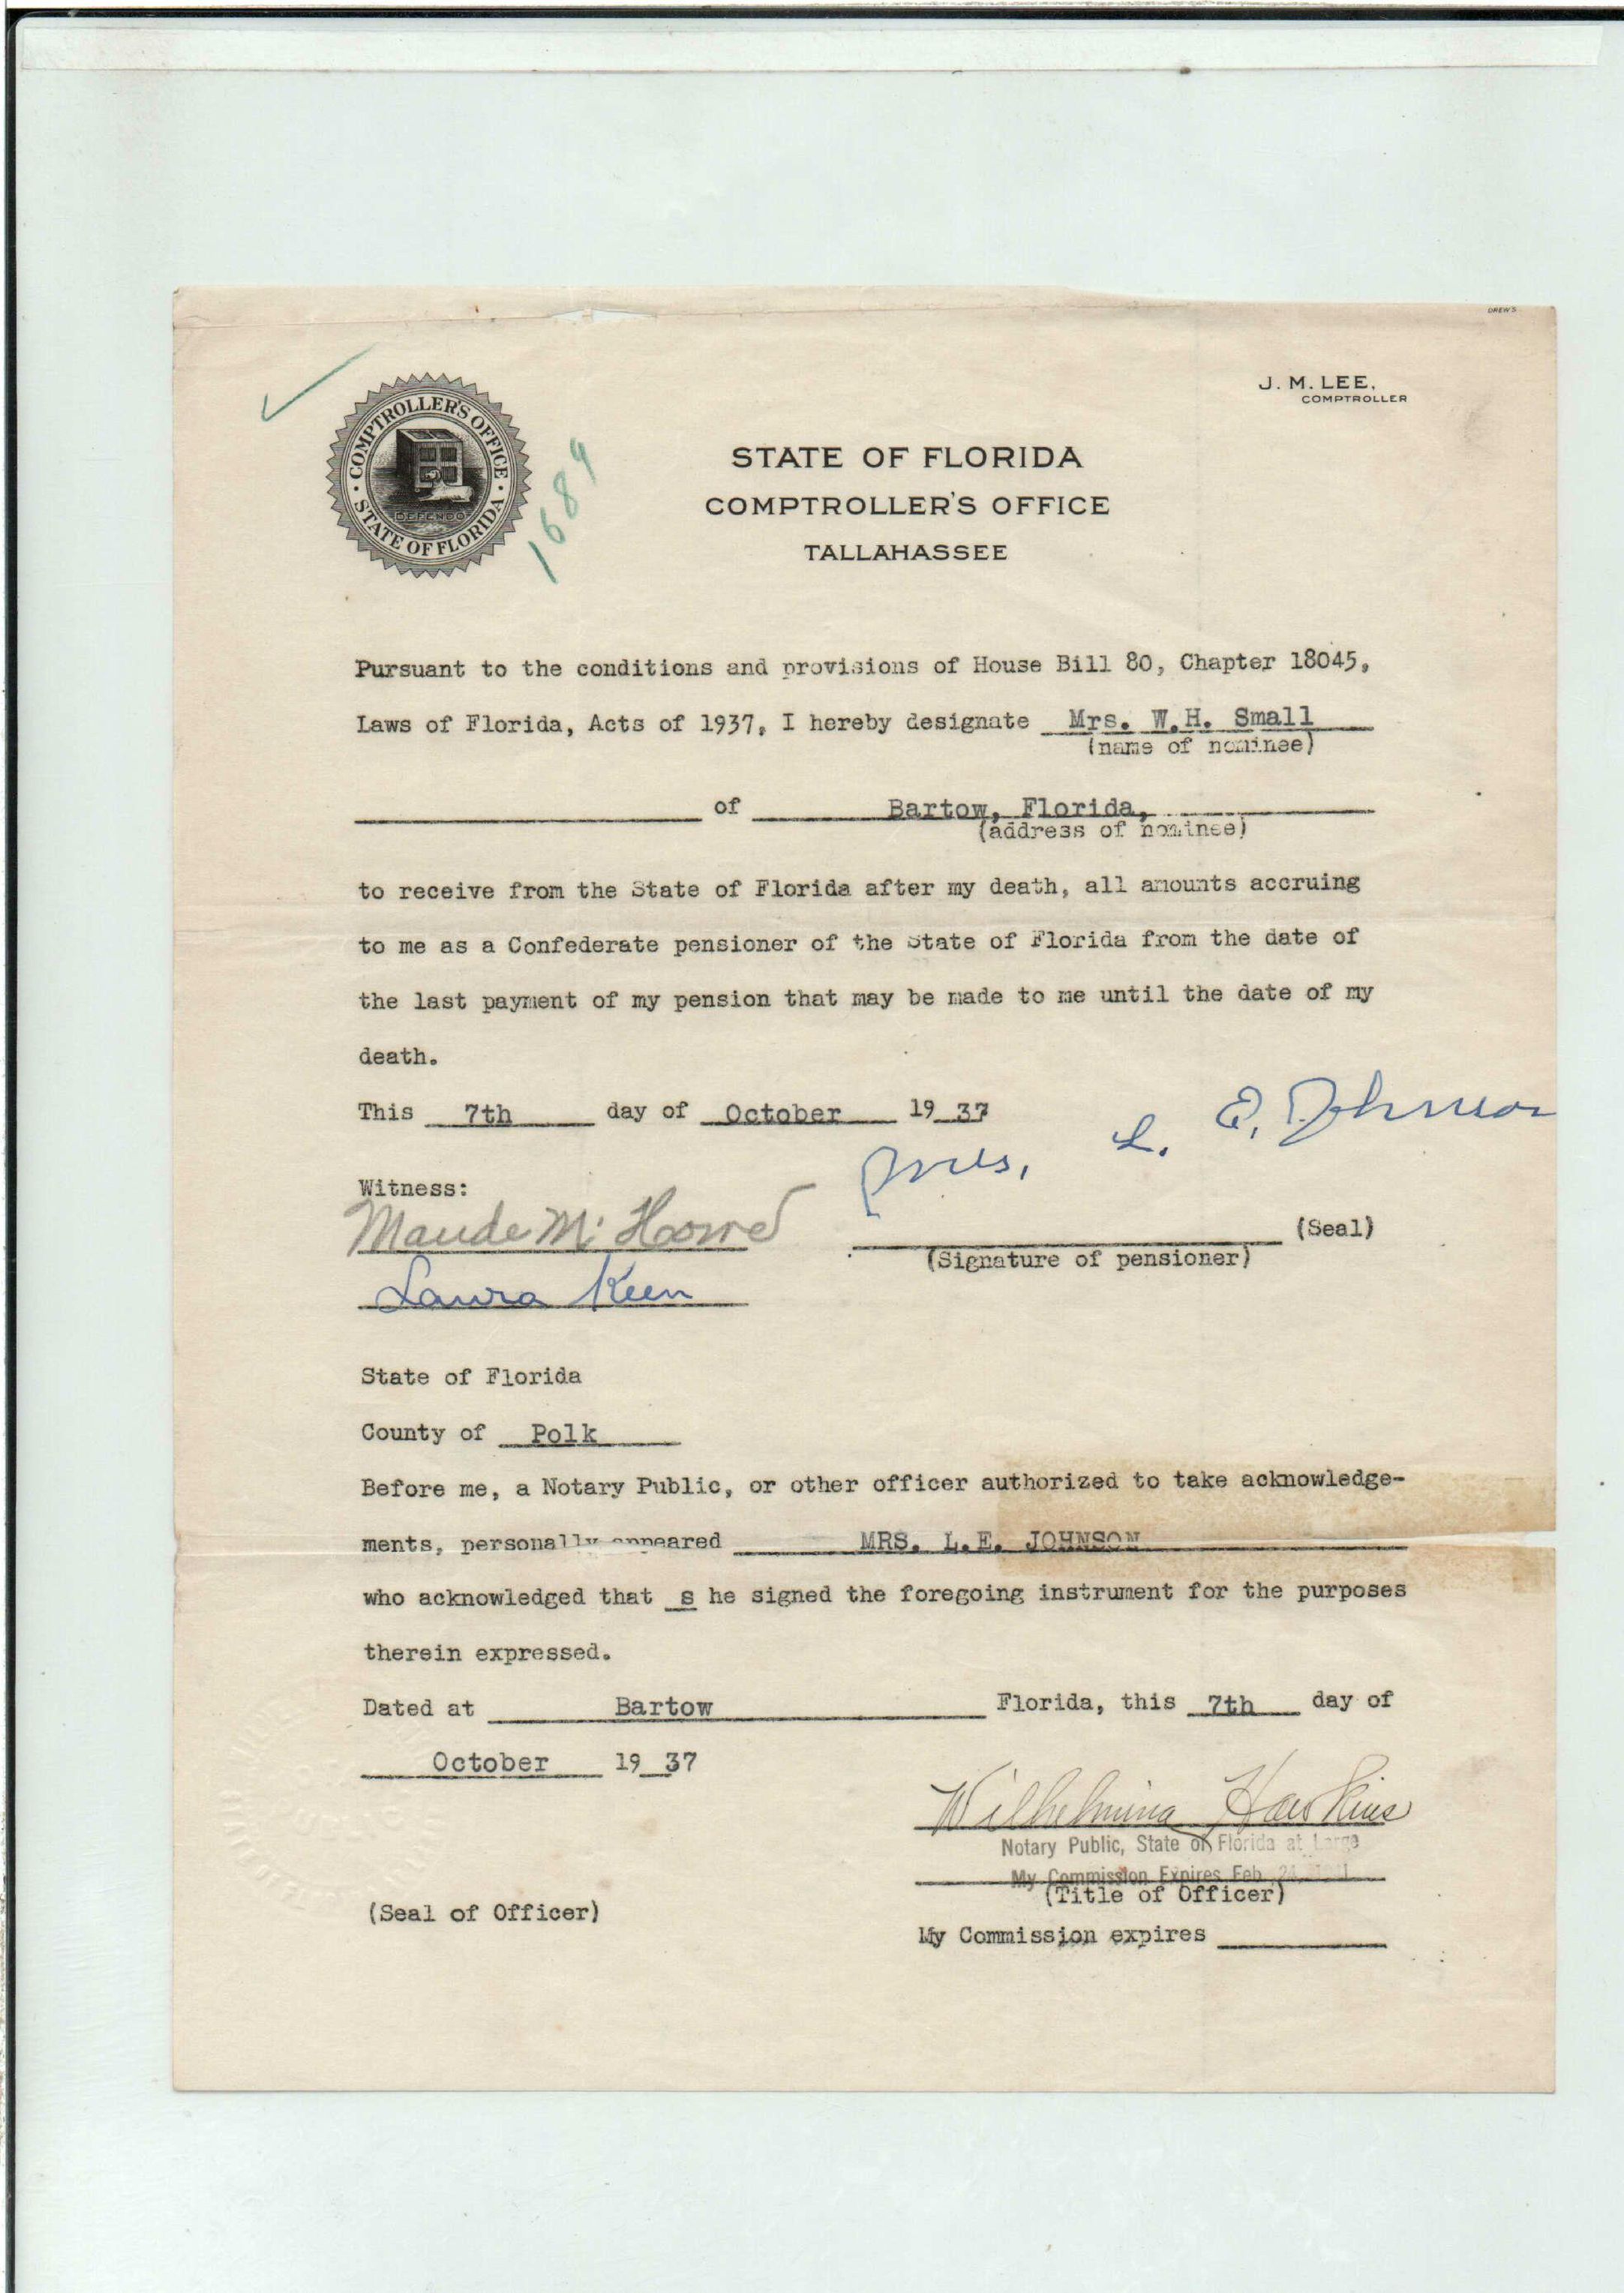 DREWS
J. M. LEE,
COMPTROLLER
COMPTROLLER'S OFFICE
DEFENDO
STATE OF FLORIDA
1684
STATE OF FLORIDA
COMPTROLLER'S OFFICE
TALLAHASSEE
Pursuant to the conditions and provisions of House Bill 80, Chapter 18045,
Laws of Florida, Acts of 1937, I hereby designate Mrs. W.H. Small
(name of nominee)
of Bartow, Florida,
(address of nominee)
to receive from the State of Florida after my death, all amounts accruing
to me as a Confederate pensioner of the State of Florida from the date of
the last payment of my pension that may be made to me until the date of my
death.
This 7th day of October 19 37
Mrs. L. E. Johnson
Witness:
Maude M.
(Seal)
(Signature of pensioner)
Laura Keen
State of Florida
County of Polk
Before me, a Notary Public, or other officer authorized to take acknowledge-
ments, personally appeared MRS. L.E. JOHNSON
who acknowledged that s he signed the foregoing instrument for the purposes
therein expressed.
Dated at Bartow Florida, this 7th day of
October 19 37
Wilhelmina Hawkins
Notary Public, State of Florida at Large
My Commission Expires Feb. 24,
(Title of Officer)
(Seal of Officer)
My Commission expires